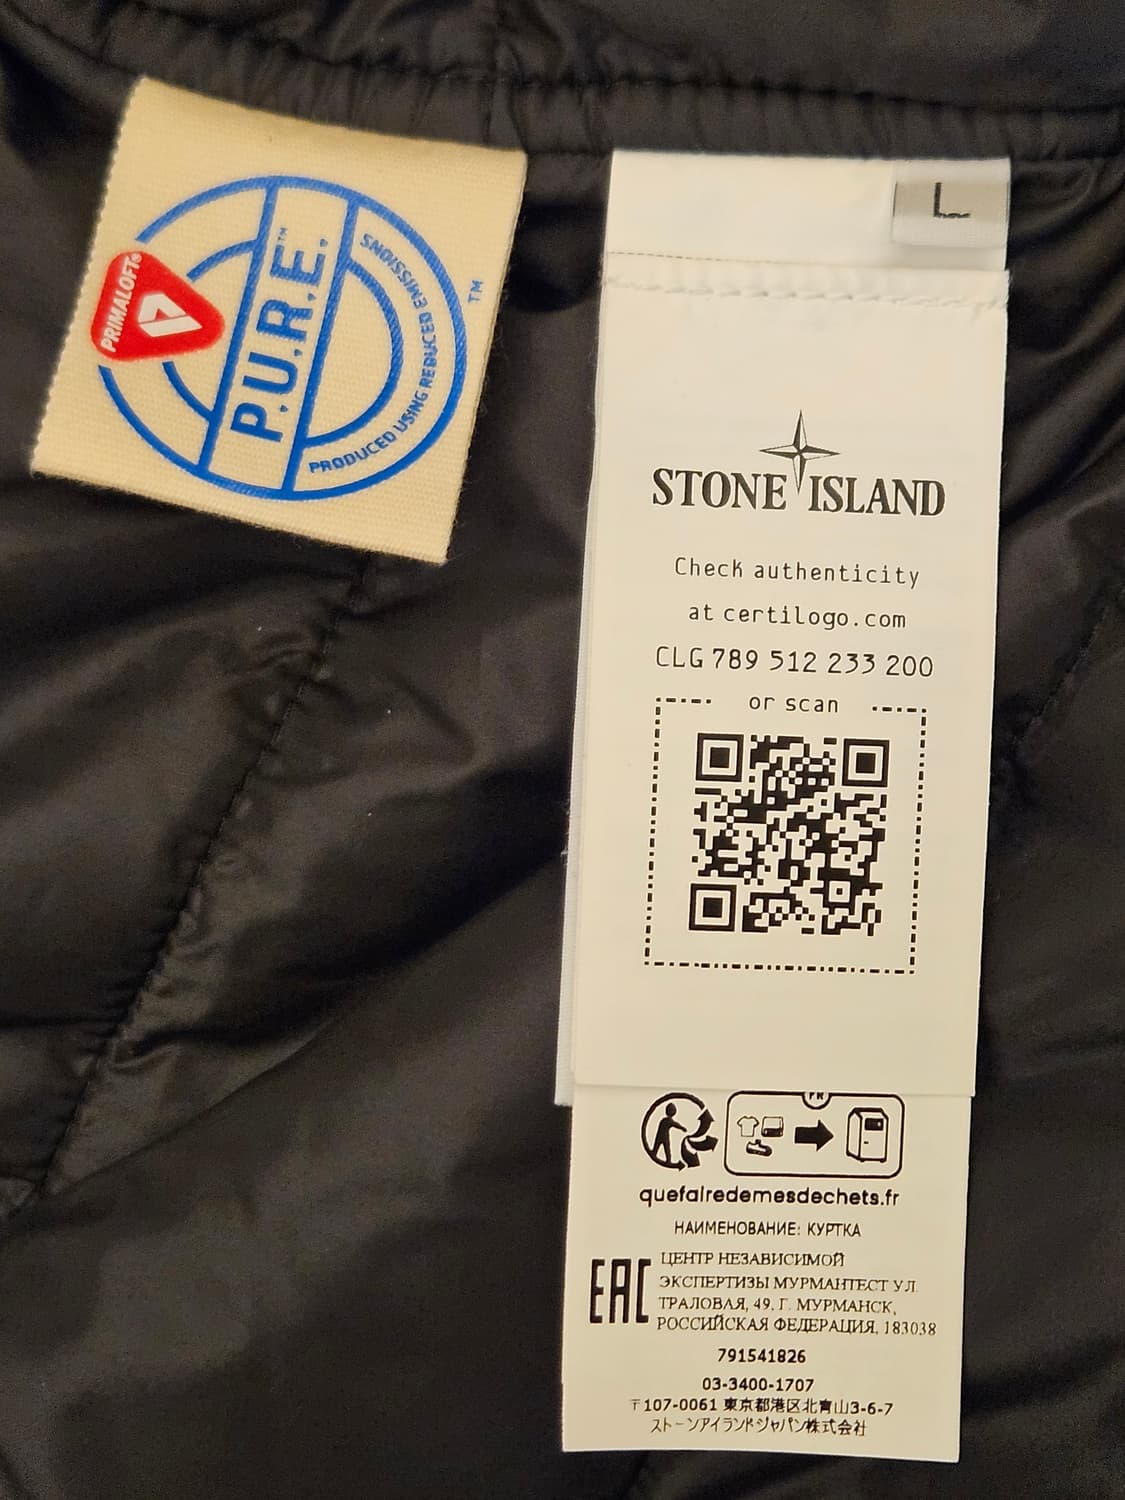 PRIMALOFT®
P.U.R.E.™
PRODUCED USING REDUCED EMISSIONS
™
L
STONE ISLAND
Check authenticity
at certilogo.com
CLG 789 512 233 200
or scan
FR
quefairedemesdechets.fr
НАИМЕНОВАНИЕ: КУРТКА
EAC
ЦЕНТР НЕЗАВИСИМОЙ
ЭКСПЕРТИЗЫ МУРМАНТЕСТ УЛ.
ТРАЛОВАЯ, 49, Г. МУРМАНСК,
РОССИЙСКАЯ ФЕДЕРАЦИЯ, 183038
791541826
03-3400-1707
〒107-0061 東京都港区北青山3-6-7
ストーンアイランドジャパン株式会社